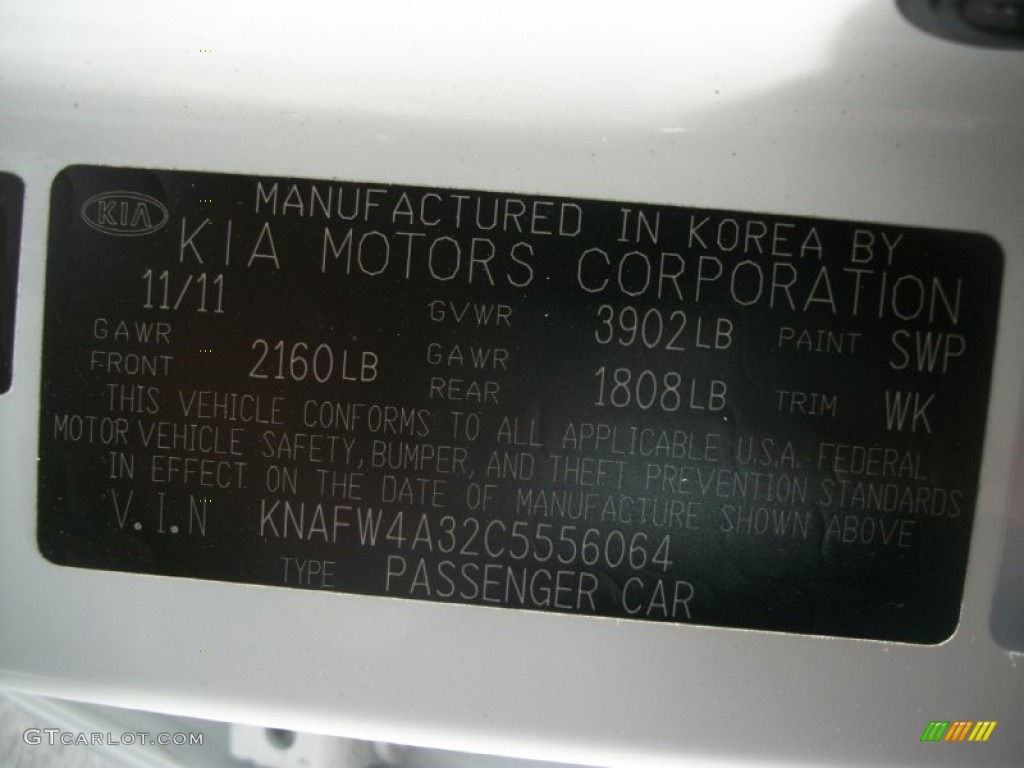 KIA
MANUFACTURED IN KOREA BY
KIA MOTORS CORPORATION
11/11 GVWR 3902LB PAINT SWP
GAWR FRONT 2160LB GAWR REAR 1808LB TRIM WK
THIS VEHICLE CONFORMS TO ALL APPLICABLE U.S.A. FEDERAL
MOTOR VEHICLE SAFETY, BUMPER, AND THEFT PREVENTION STANDARDS
IN EFFECT ON THE DATE OF MANUFACTURE SHOWN ABOVE
V.I.N KNAFW4A32C5556064
TYPE PASSENGER CAR
GTCARLOT.COM